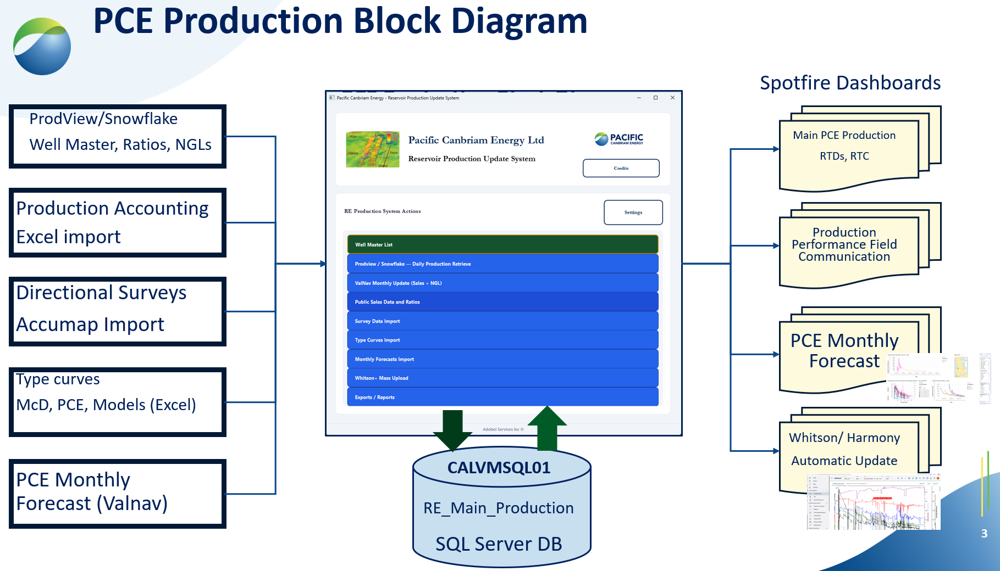 PCE Production Block Diagram
ProdView/Snowflake
Well Master, Ratios, NGLs
Production Accounting
Excel import
Directional Surveys
Accumap Import
Type curves
McD, PCE, Models (Excel)
PCE Monthly
Forecast (Valnav)
Pacific Canbriam Energy - Reservoir Production Update System
Pacific Canbriam Energy Ltd
Reservoir Production Update System
PACIFIC
CANBRIAM ENERGY
Credits
RE Production System Actions
Settings
Well Master List
Prodview / Snowflake — Daily Production Retrieve
ValNav Monthly Update (Sales + NGL)
Public Sales Data and Ratios
Survey Data Import
Type Curves Import
Monthly Forecasts Import
Whitson+ Mass Upload
Exports / Reports
Adobel Services Inc ©
CALVMSQL01
RE_Main_Production
SQL Server DB
Spotfire Dashboards
Main PCE Production
RTDs, RTC
Production
Performance Field
Communication
PCE Monthly
Forecast
Whitson/ Harmony
Automatic Update
3